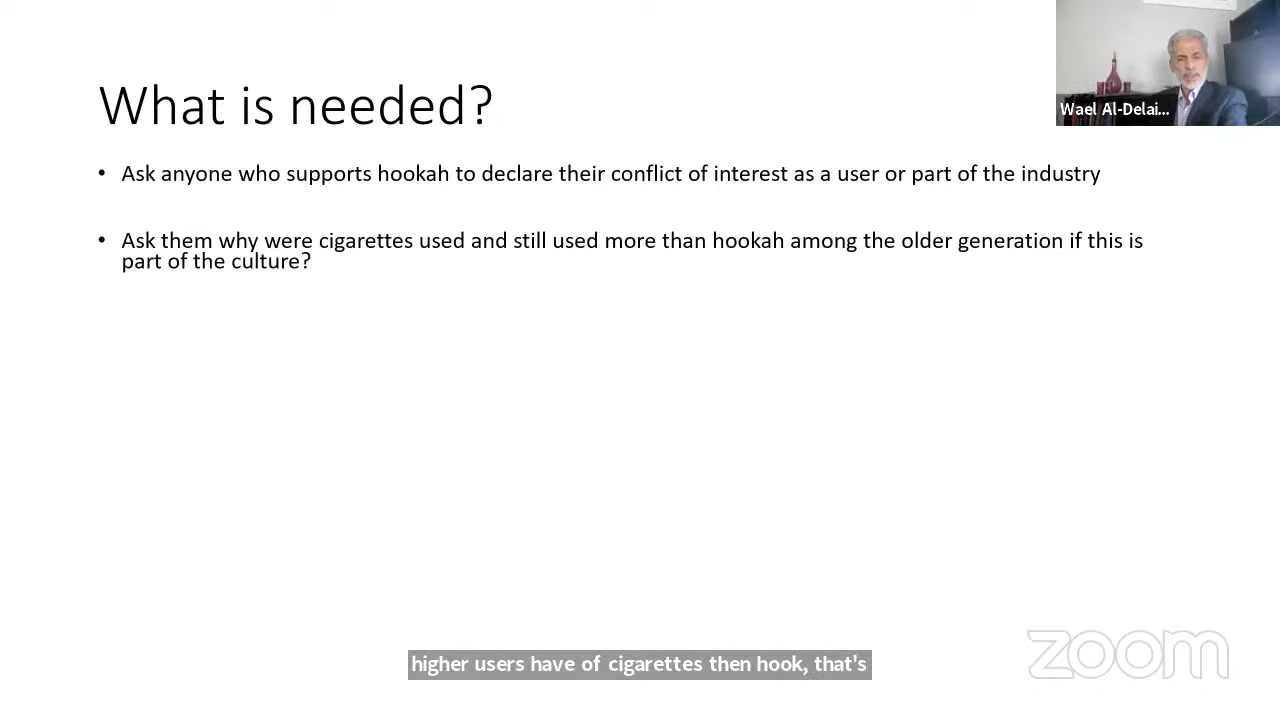 What is needed?
Wael Al-Delai...
• Ask anyone who supports hookah to declare their conflict of interest as a user or part of the industry
• Ask them why were cigarettes used and still used more than hookah among the older generation if this is
part of the culture?
higher users have of cigarettes then hook, that's
zoom